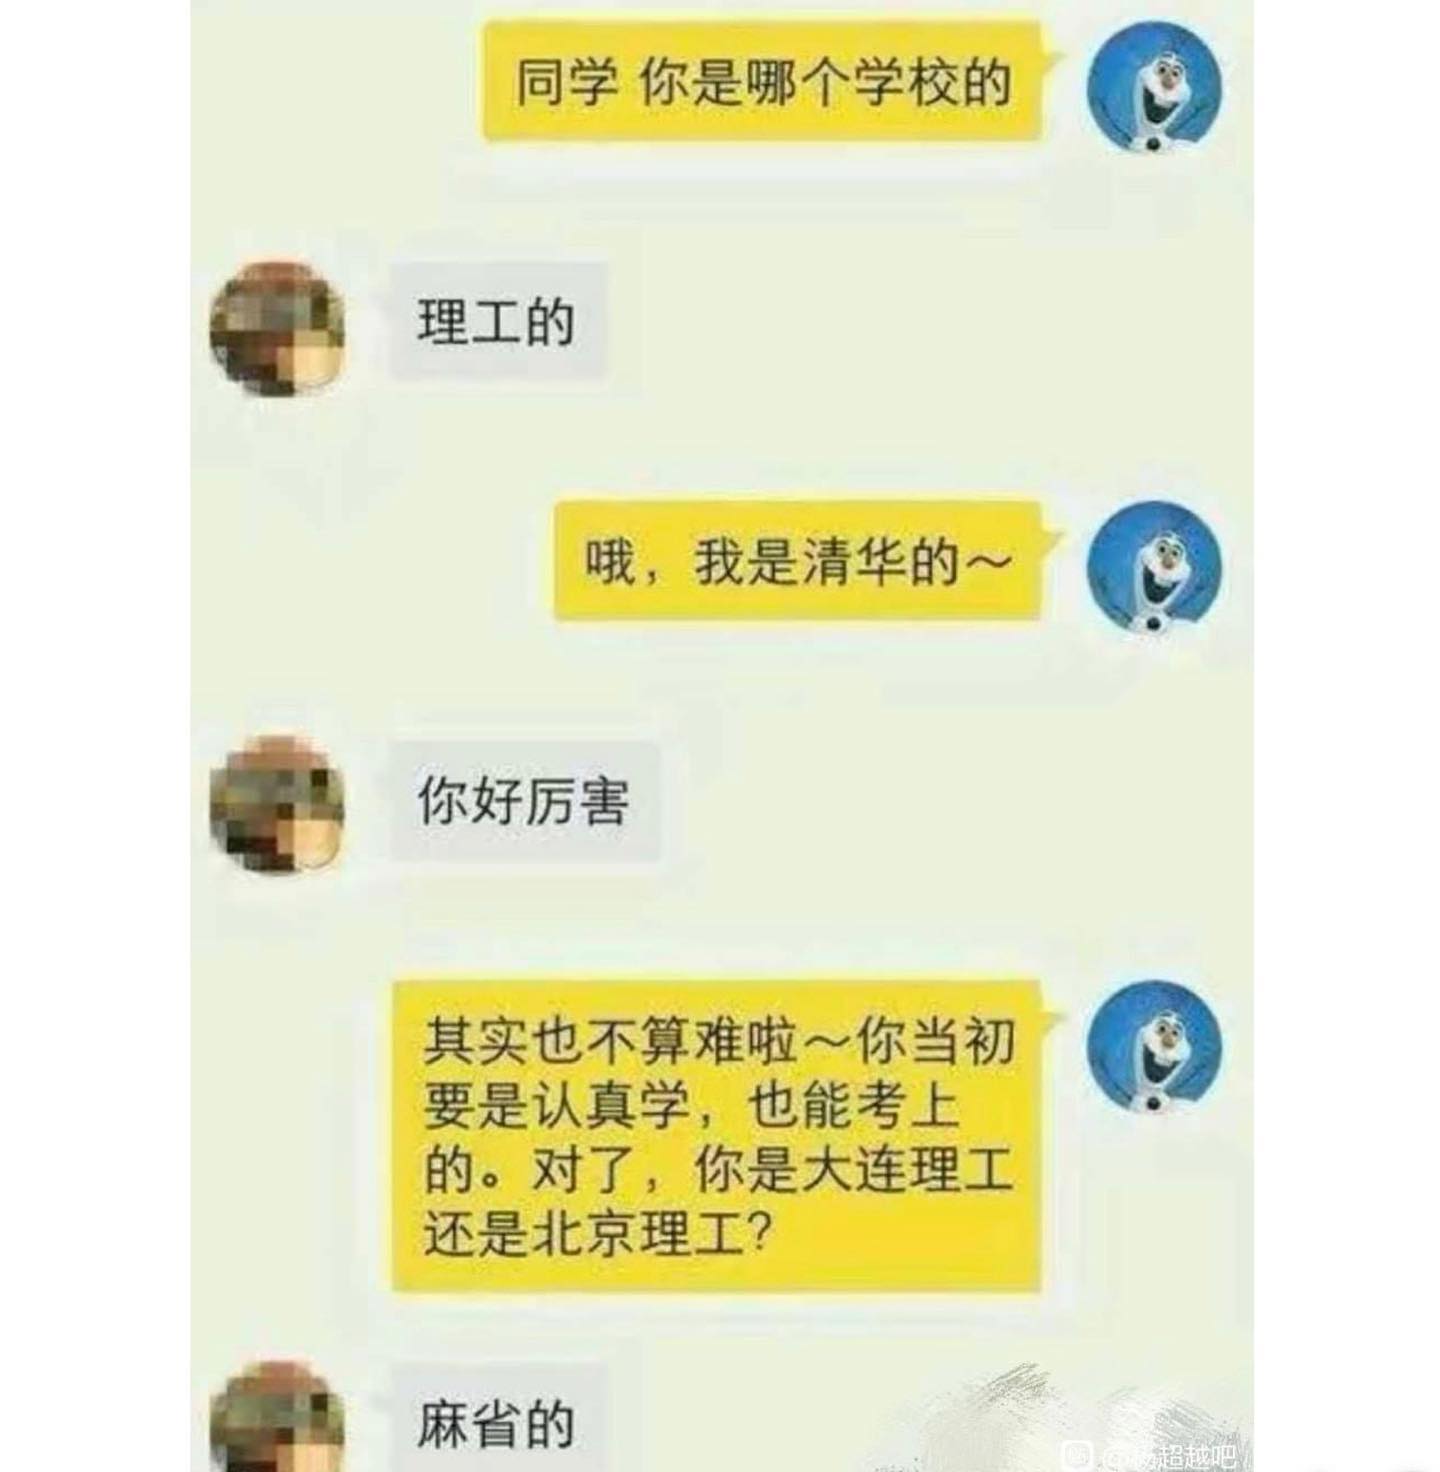 同学 你是哪个学校的
理工的
哦，我是清华的～
你好厉害
其实也不算难啦～你当初
要是认真学，也能考上
的。对了，你是大连理工
还是北京理工？
麻省的
@杨超越吧